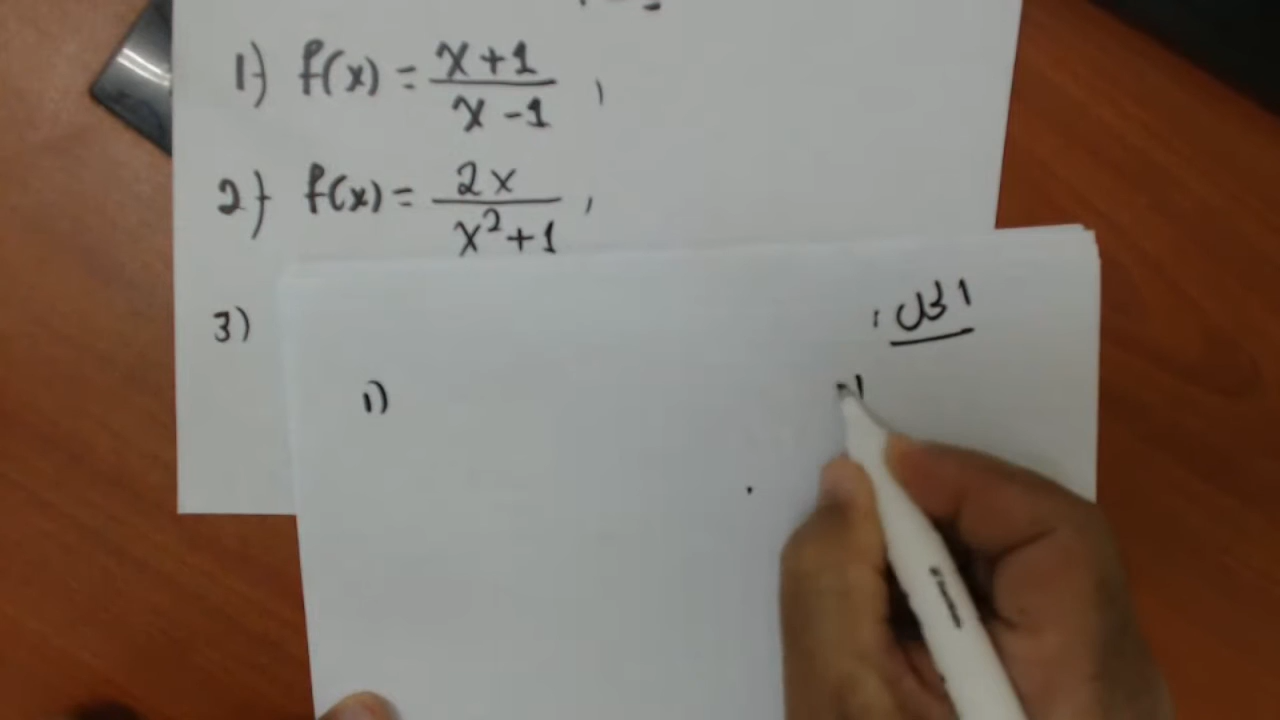 1) f(x) = x+1 / x-1 ,
2) f(x) = 2x / x²+1 ,
3)
الحل :
1)